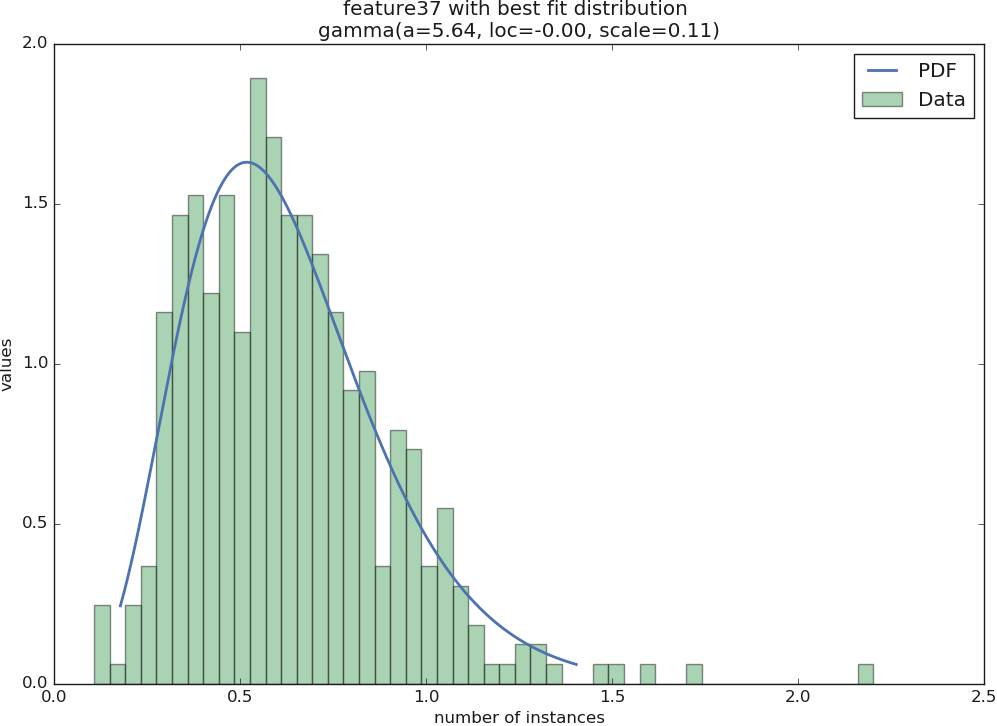 feature37 with best fit distribution
gamma(a=5.64, loc=-0.00, scale=0.11)
PDF
Data
2.0
1.5
1.0
0.5
0.0
values
0.0 0.5 1.0 1.5 2.0 2.5
number of instances